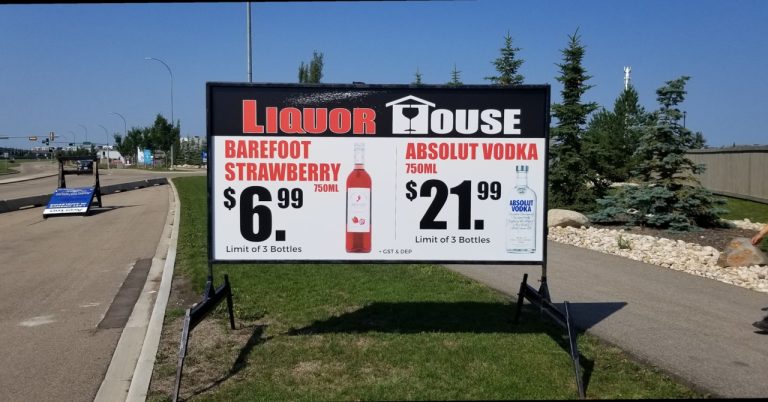 LIQUOR HOUSE
BAREFOOT
STRAWBERRY
750ML
$6.99
Limit of 3 Bottles
ABSOLUT VODKA
750ML
$21.99
Limit of 3 Bottles
+ GST & DEP
ABSOLUT
VODKA